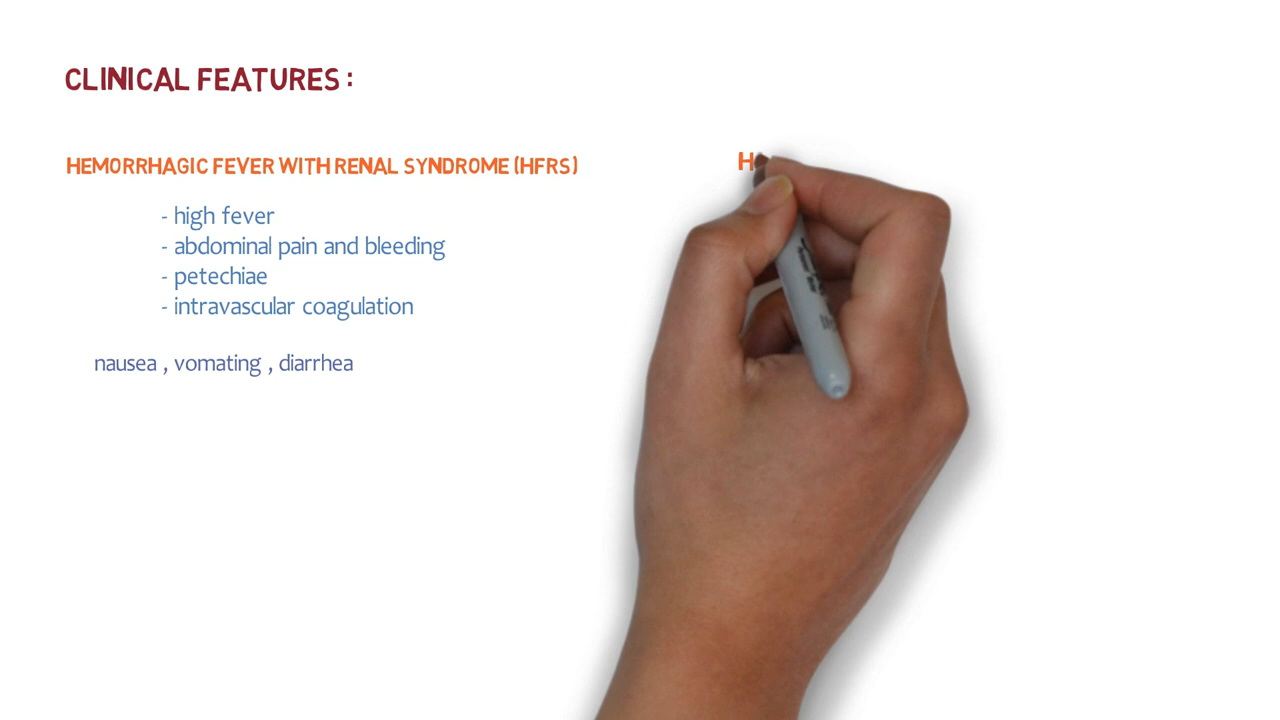 CLINICAL FEATURES :
HEMORRHAGIC FEVER WITH RENAL SYNDROME (HFRS)
- high fever
- abdominal pain and bleeding
- petechiae
- intravascular coagulation
nausea , vomating , diarrhea
H